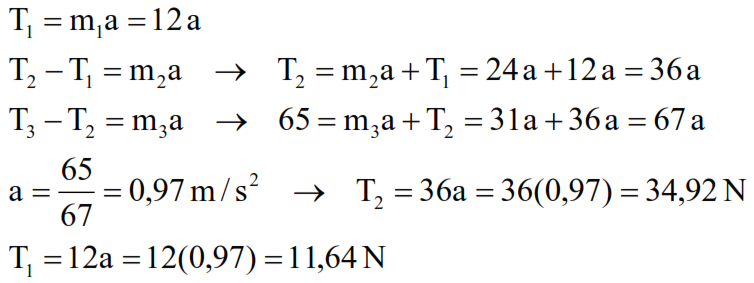 T₁ = m₁a = 12a
T₂ − T₁ = m₂a → T₂ = m₂a + T₁ = 24a + 12a = 36a
T₃ − T₂ = m₃a → 65 = m₃a + T₂ = 31a + 36a = 67a
a = 65/67 = 0,97 m/s² → T₂ = 36a = 36(0,97) = 34,92 N
T₁ = 12a = 12(0,97) = 11,64 N